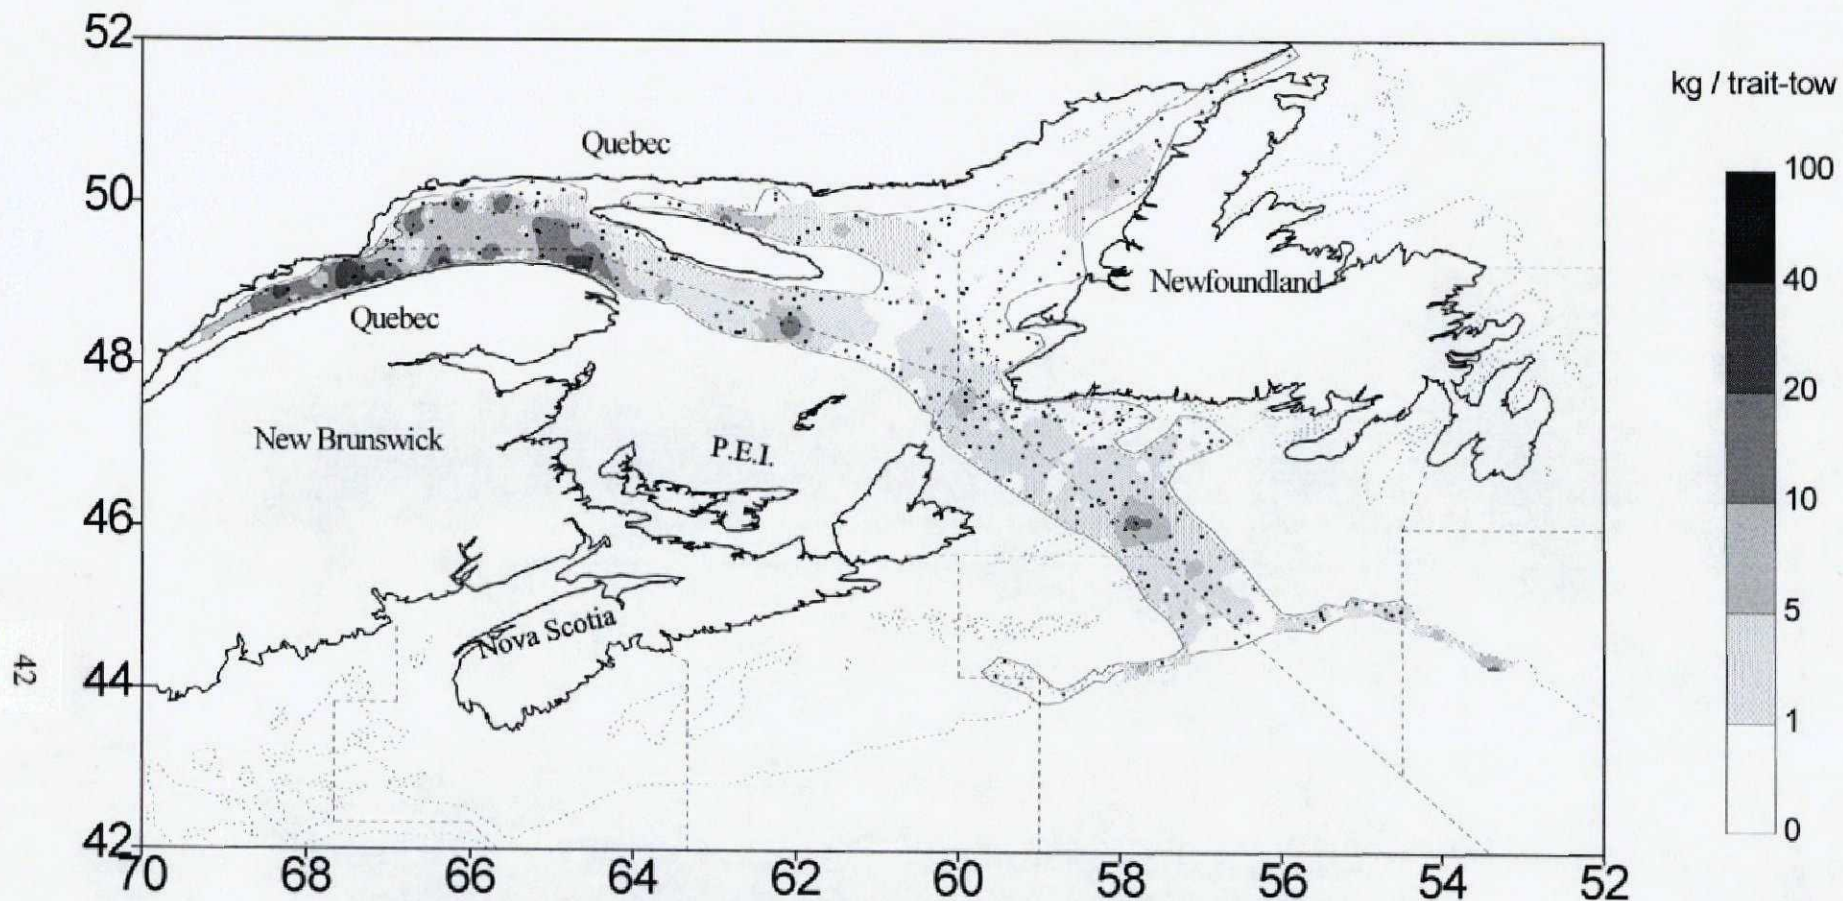 52
kg / trait-tow
Quebec
100
50
Newfoundland
40
Quebec
48
20
New Brunswick
P.E.I.
10
46
5
Nova Scotia
42
44
1
0
42
70 68 66 64 62 60 58 56 54 52